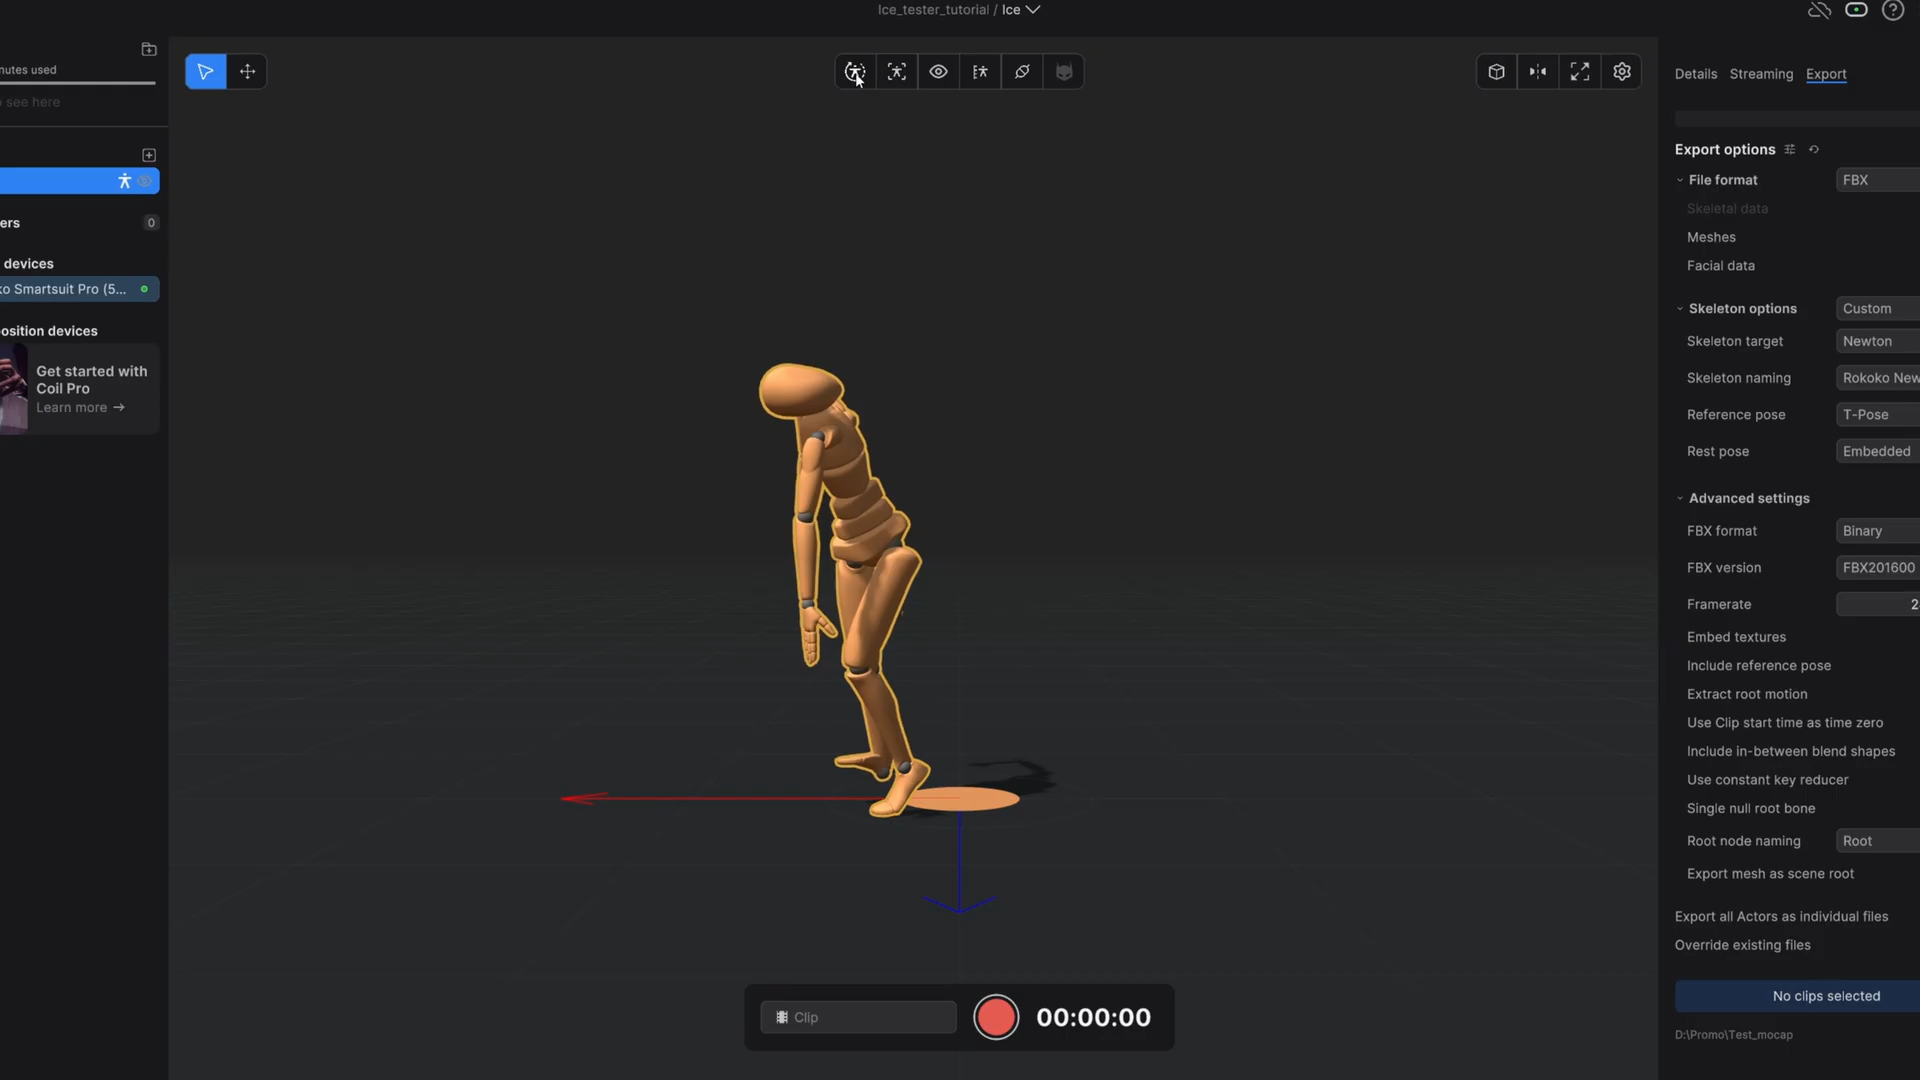 Ice_tester_tutorial / Ice
nutes used
see here
ers
0
devices
ko Smartsuit Pro (5...
osition devices
Get started with
Coil Pro
Learn more →
Details Streaming Export
Export options
File format FBX
Skeletal data
Meshes
Facial data
Skeleton options Custom
Skeleton target Newton
Skeleton naming Rokoko New
Reference pose T-Pose
Rest pose Embedded
Advanced settings
FBX format Binary
FBX version FBX201600
Framerate 2
Embed textures
Include reference pose
Extract root motion
Use Clip start time as time zero
Include in-between blend shapes
Use constant key reducer
Single null root bone
Root node naming Root
Export mesh as scene root
Export all Actors as individual files
Override existing files
No clips selected
D:\Promo\Test_mocap
Clip
00:00:00